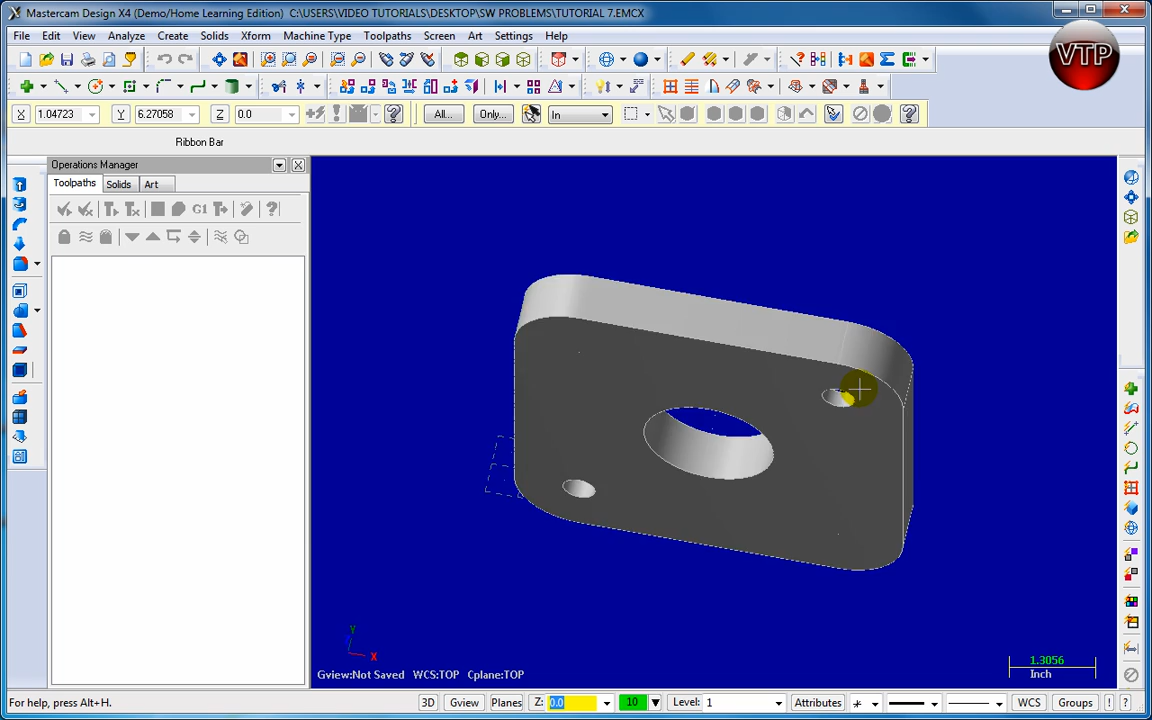 Mastercam Design X4 (Demo/Home Learning Edition) C:\USERS\VIDEO TUTORIALS\DESKTOP\SW PROBLEMS\TUTORIAL 7.EMCX
File Edit View Analyze Create Solids Xform Machine Type Toolpaths Screen Art Settings Help
VTP
X 1.04723 Y 6.27058 Z 0.0 All... Only... In
Ribbon Bar
Operations Manager
Toolpaths Solids Art
G1
Y
X
Gview:Not Saved WCS:TOP Cplane:TOP
1.3056
Inch
For help, press Alt+H. 3D Gview Planes Z: 0.0 10 Level: 1 Attributes WCS Groups ! ?